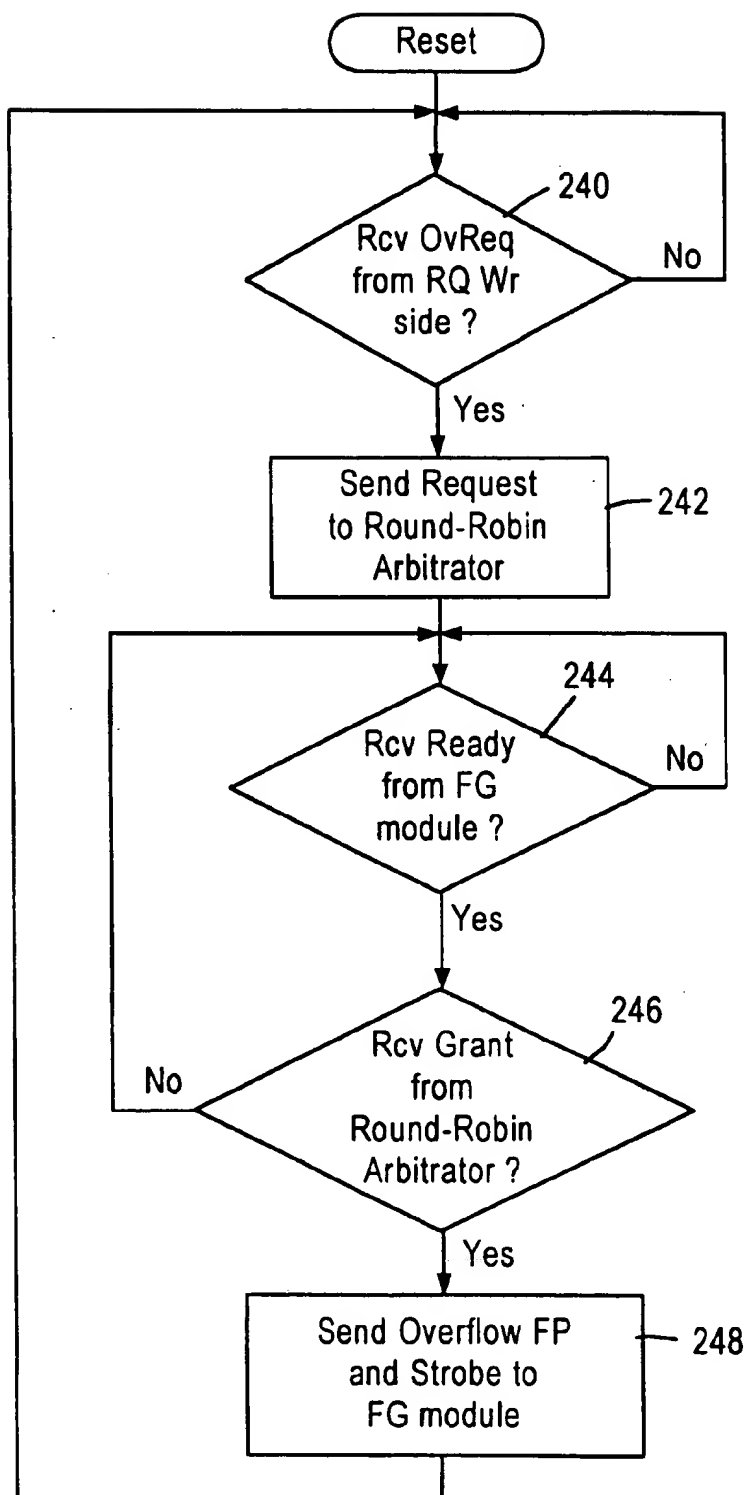 Reset
240
Rcv OvReq
from RQ Wr
side ?
No
Yes
Send Request
to Round-Robin
Arbitrator
242
244
Rcv Ready
from FG
module ?
No
Yes
246
Rcv Grant
from
Round-Robin
Arbitrator ?
No
Yes
Send Overflow FP
and Strobe to
FG module
248